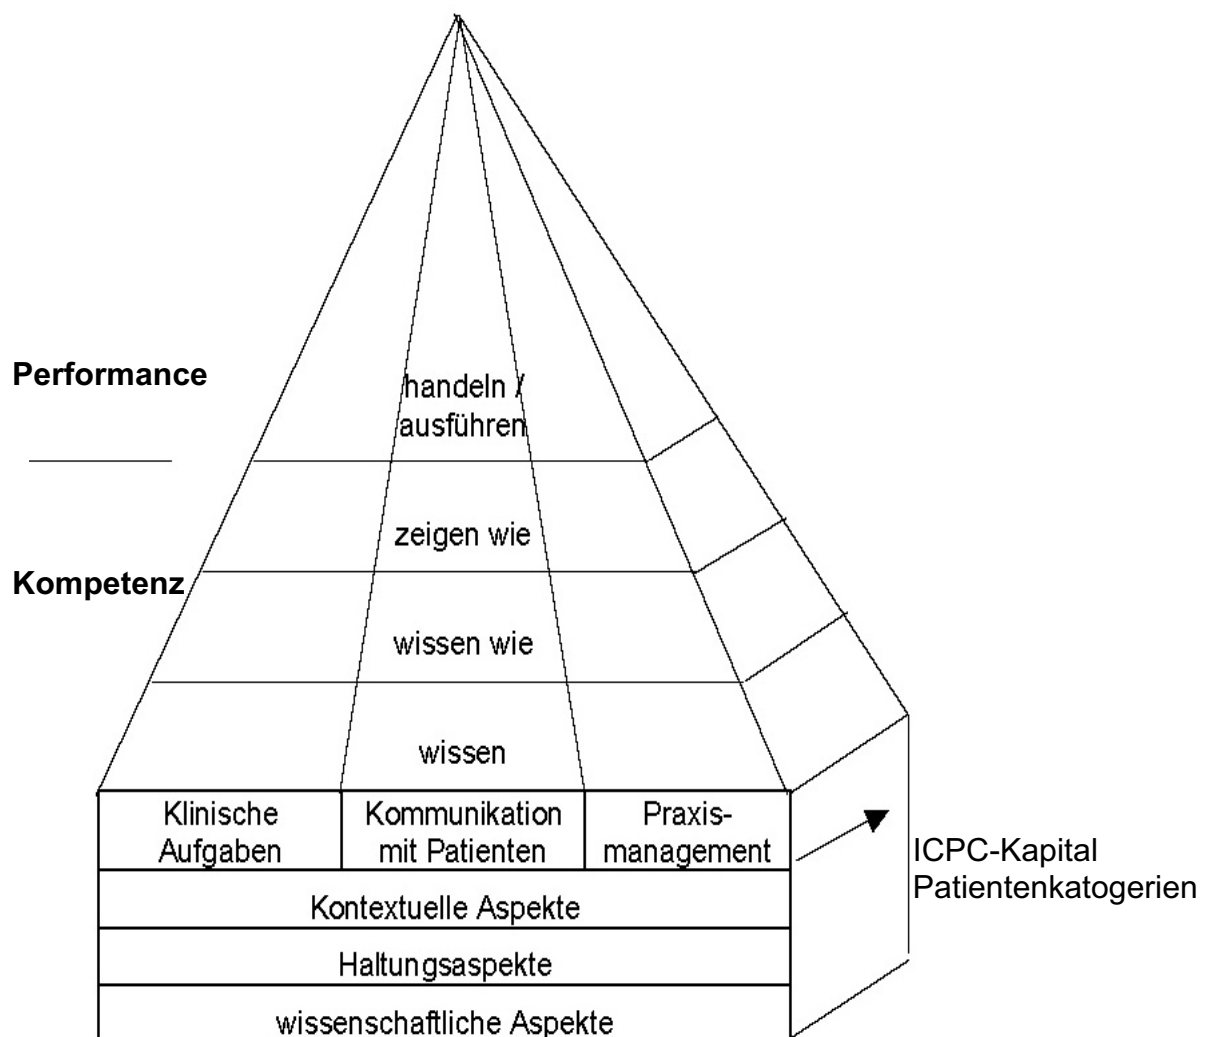 Performance
handeln /
ausführen
zeigen wie
Kompetenz
wissen wie
wissen
Klinische
Aufgaben
Kommunikation
mit Patienten
Praxis-
management
ICPC-Kapital
Patientenkatogerien
Kontextuelle Aspekte
Haltungsaspekte
wissenschaftliche Aspekte